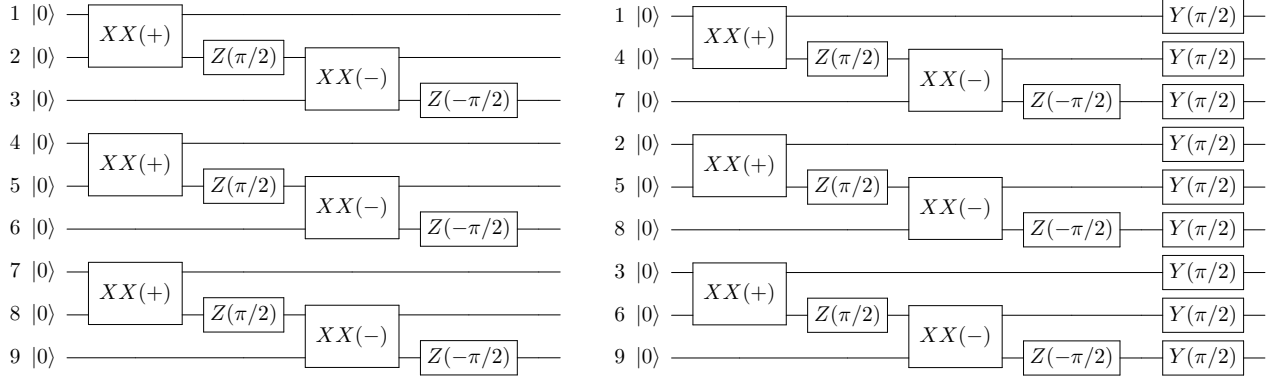 1 |0⟩ XX(+)
2 |0⟩ Z(π/2) XX(−)
3 |0⟩ Z(−π/2)
4 |0⟩ XX(+)
5 |0⟩ Z(π/2) XX(−)
6 |0⟩ Z(−π/2)
7 |0⟩ XX(+)
8 |0⟩ Z(π/2) XX(−)
9 |0⟩ Z(−π/2)
1 |0⟩ XX(+) Y(π/2)
4 |0⟩ Z(π/2) XX(−) Y(π/2)
7 |0⟩ Z(−π/2) Y(π/2)
2 |0⟩ XX(+) Y(π/2)
5 |0⟩ Z(π/2) XX(−) Y(π/2)
8 |0⟩ Z(−π/2) Y(π/2)
3 |0⟩ XX(+) Y(π/2)
6 |0⟩ Z(π/2) XX(−) Y(π/2)
9 |0⟩ Z(−π/2) Y(π/2)